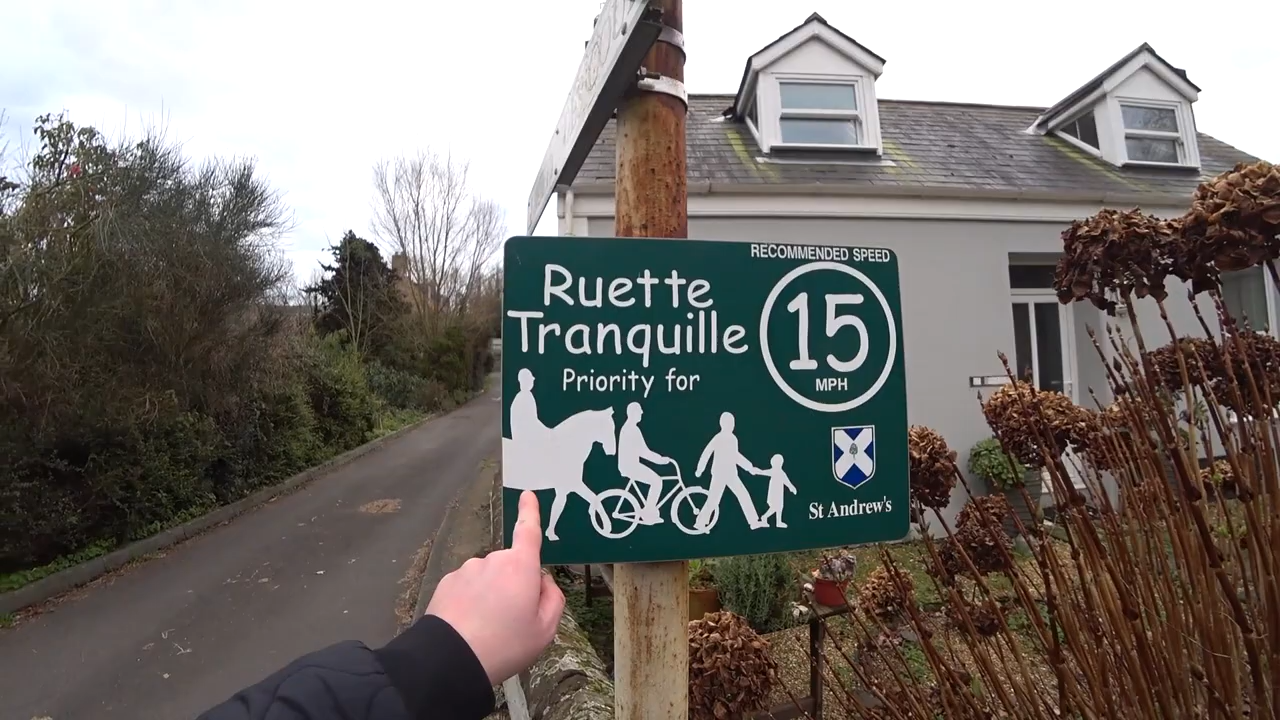 RECOMMENDED SPEED
Ruette
Tranquille
15
MPH
Priority for
St Andrew's